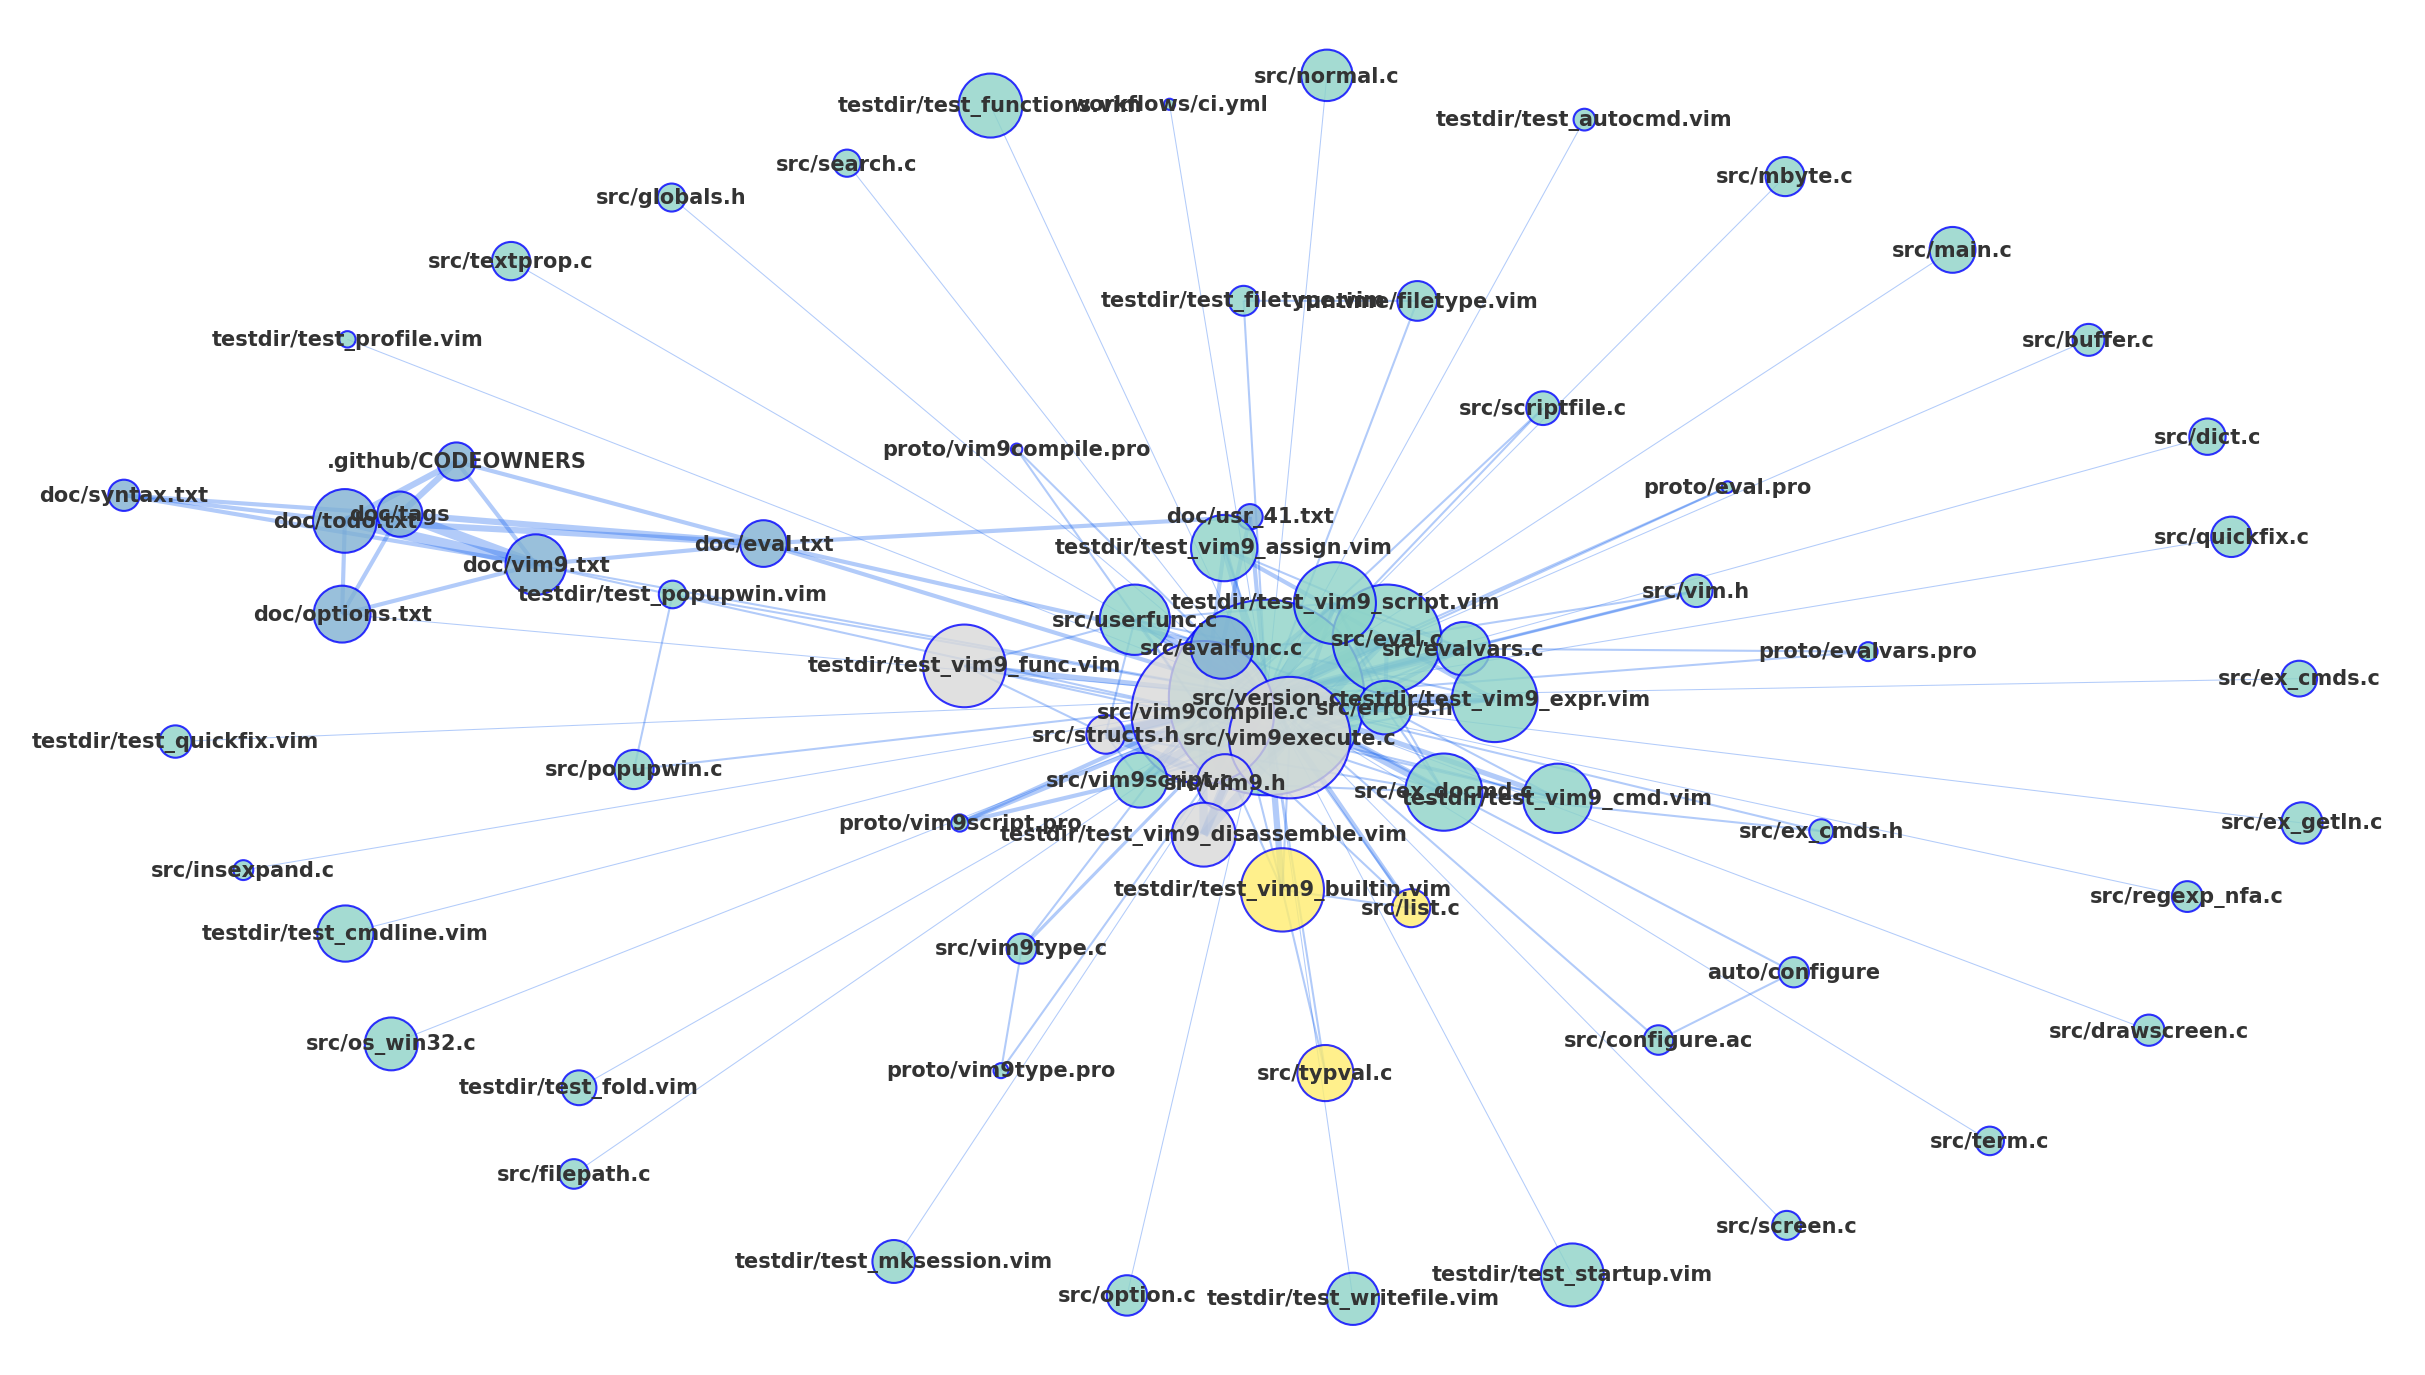 src/normal.c
testdir/test_functions.vim
workflows/ci.yml
testdir/test_autocmd.vim
src/search.c
src/mbyte.c
src/globals.h
src/main.c
src/textprop.c
testdir/test_filetype.vim
runtime/filetype.vim
testdir/test_profile.vim
src/buffer.c
src/scriptfile.c
src/dict.c
proto/vim9compile.pro
.github/CODEOWNERS
proto/eval.pro
doc/syntax.txt
doc/tags
doc/usr_41.txt
doc/todo.txt
src/quickfix.c
doc/eval.txt
testdir/test_vim9_assign.vim
doc/vim9.txt
src/vim.h
testdir/test_popupwin.vim
testdir/test_vim9_script.vim
doc/options.txt
src/userfunc.c
src/eval.c
src/evalfunc.c
src/evalvars.c
proto/evalvars.pro
testdir/test_vim9_func.vim
src/ex_cmds.c
src/version.c
testdir/test_vim9_expr.vim
src/errors.h
src/vim9compile.c
src/structs.h
src/vim9execute.c
testdir/test_quickfix.vim
src/popupwin.c
src/vim9script.c
src/vim9.h
src/ex_docmd.c
testdir/test_vim9_cmd.vim
proto/vim9script.pro
src/ex_getln.c
src/ex_cmds.h
testdir/test_vim9_disassemble.vim
src/insexpand.c
testdir/test_vim9_builtin.vim
src/regexp_nfa.c
src/list.c
testdir/test_cmdline.vim
src/vim9type.c
auto/configure
src/drawscreen.c
src/configure.ac
src/os_win32.c
proto/vim9type.pro
src/typval.c
testdir/test_fold.vim
src/term.c
src/filepath.c
src/screen.c
testdir/test_mksession.vim
testdir/test_startup.vim
src/option.c
testdir/test_writefile.vim